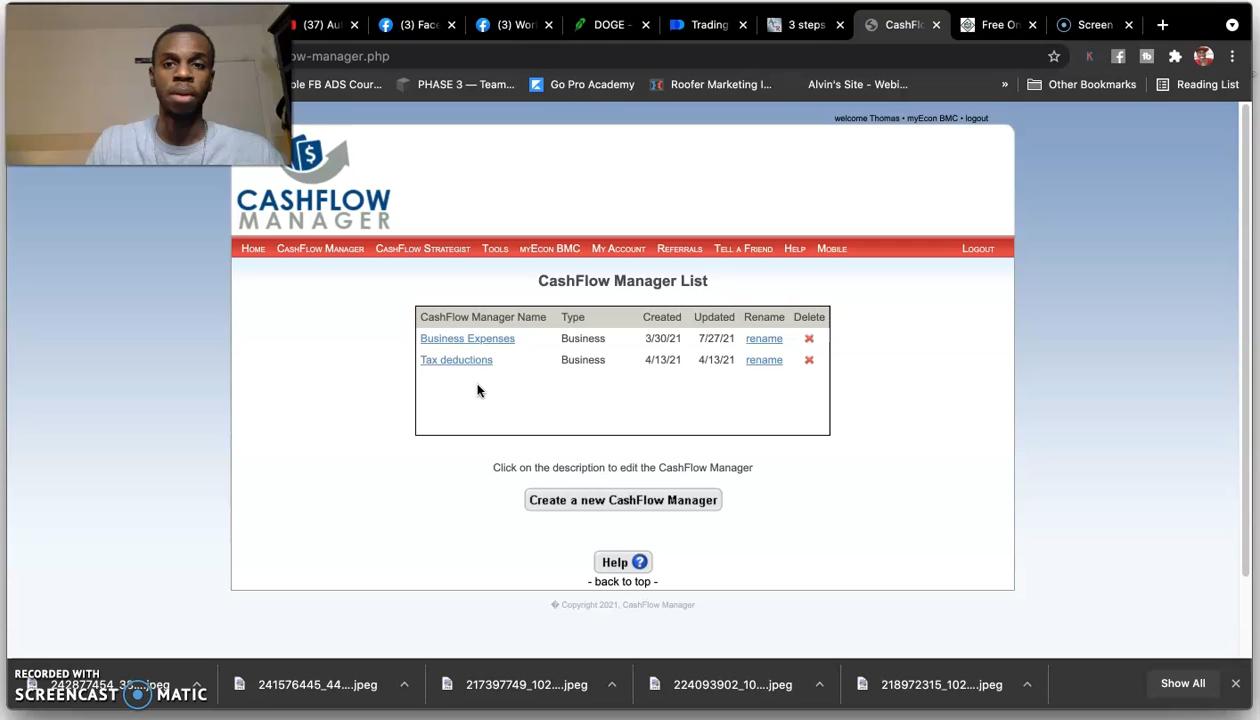 (37) Au
(3) Fac
(3) Wor
DOGE -
Trading
3 steps
CashFl
Free On
Screen
ow-manager.php
ple FB ADS Cour...
PHASE 3 — Team...
Go Pro Academy
Roofer Marketing I...
Alvin's Site - Webi...
»
Other Bookmarks
Reading List
welcome Thomas • myEcon BMC • logout
CASHFLOW
MANAGER
Home CashFlow Manager CashFlow Strategist Tools myEcon BMC My Account Referrals Tell a Friend Help Mobile Logout
CashFlow Manager List
CashFlow Manager Name Type Created Updated Rename Delete
Business Expenses Business 3/30/21 7/27/21 rename
Tax deductions Business 4/13/21 4/13/21 rename
Click on the description to edit the CashFlow Manager
Create a new CashFlow Manager
Help ?
- back to top -
� Copyright 2021, CashFlow Manager
RECORDED WITH
SCREENCAST MATIC
241576445_44....jpeg
217397749_102....jpeg
224093902_10....jpeg
218972315_102....jpeg
Show All